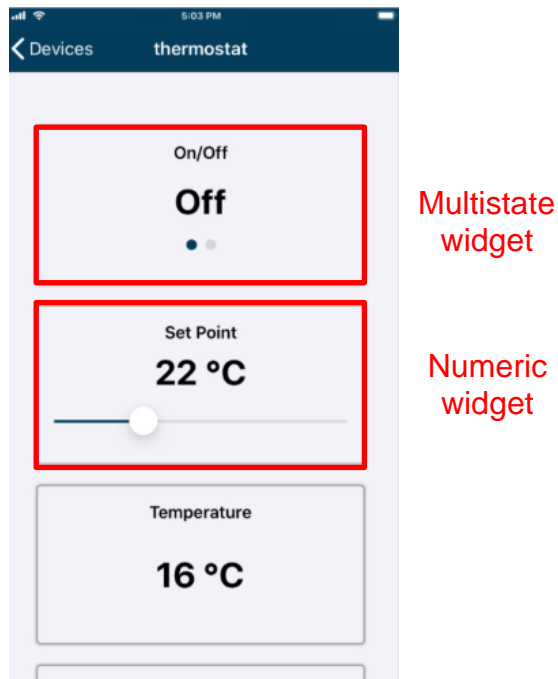 5:03 PM
Devices
thermostat
On/Off
Off
Multistate
widget
Set Point
22 °C
Numeric
widget
Temperature
16 °C